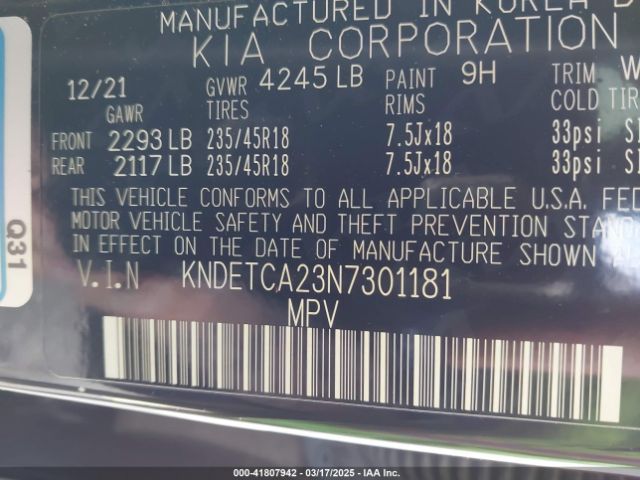 MANUFACTURED IN KOREA
KIA CORPORATION
12/21 GVWR 4245 LB PAINT 9H TRIM
GAWR TIRES RIMS COLD
FRONT 2293 LB 235/45R18 7.5Jx18 33psi
REAR 2117 LB 235/45R18 7.5Jx18 33psi
THIS VEHICLE CONFORMS TO ALL APPLICABLE U.S.A. FED
MOTOR VEHICLE SAFETY AND THEFT PREVENTION STAN
IN EFFECT ON THE DATE OF MANUFACTURE SHOWN
V.I.N KNDETCA23N7301181
MPV
Q31
000-41807942 — 03/17/2025 — IAA Inc.